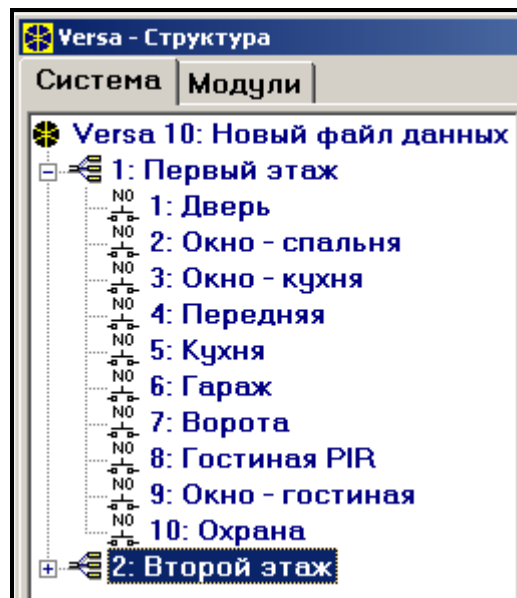 Versa - Структура
Система Модули
Versa 10: Новый файл данных
1: Первый этаж
NO 1: Дверь
NO 2: Окно - спальня
NO 3: Окно - кухня
NO 4: Передняя
NO 5: Кухня
NO 6: Гараж
NO 7: Ворота
NO 8: Гостиная PIR
NO 9: Окно - гостиная
NO 10: Охрана
2: Второй этаж